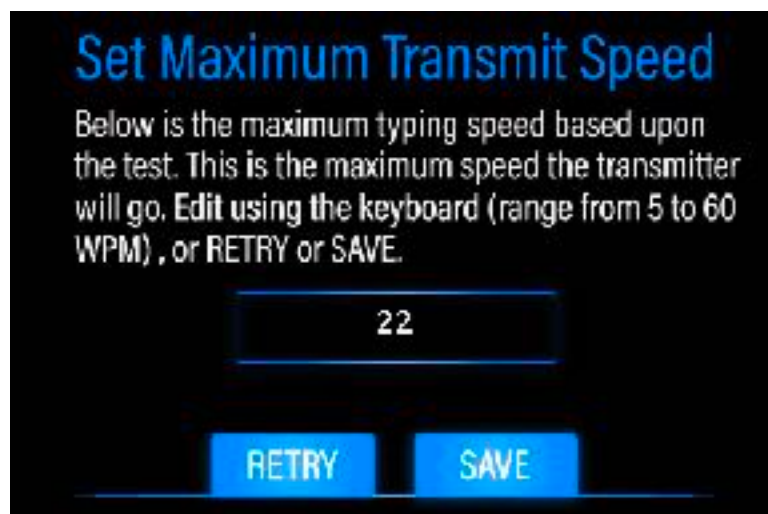 Set Maximum Transmit Speed
Below is the maximum typing speed based upon
the test. This is the maximum speed the transmitter
will go. Edit using the keyboard (range from 5 to 60
WPM) , or RETRY or SAVE.
22
RETRY SAVE